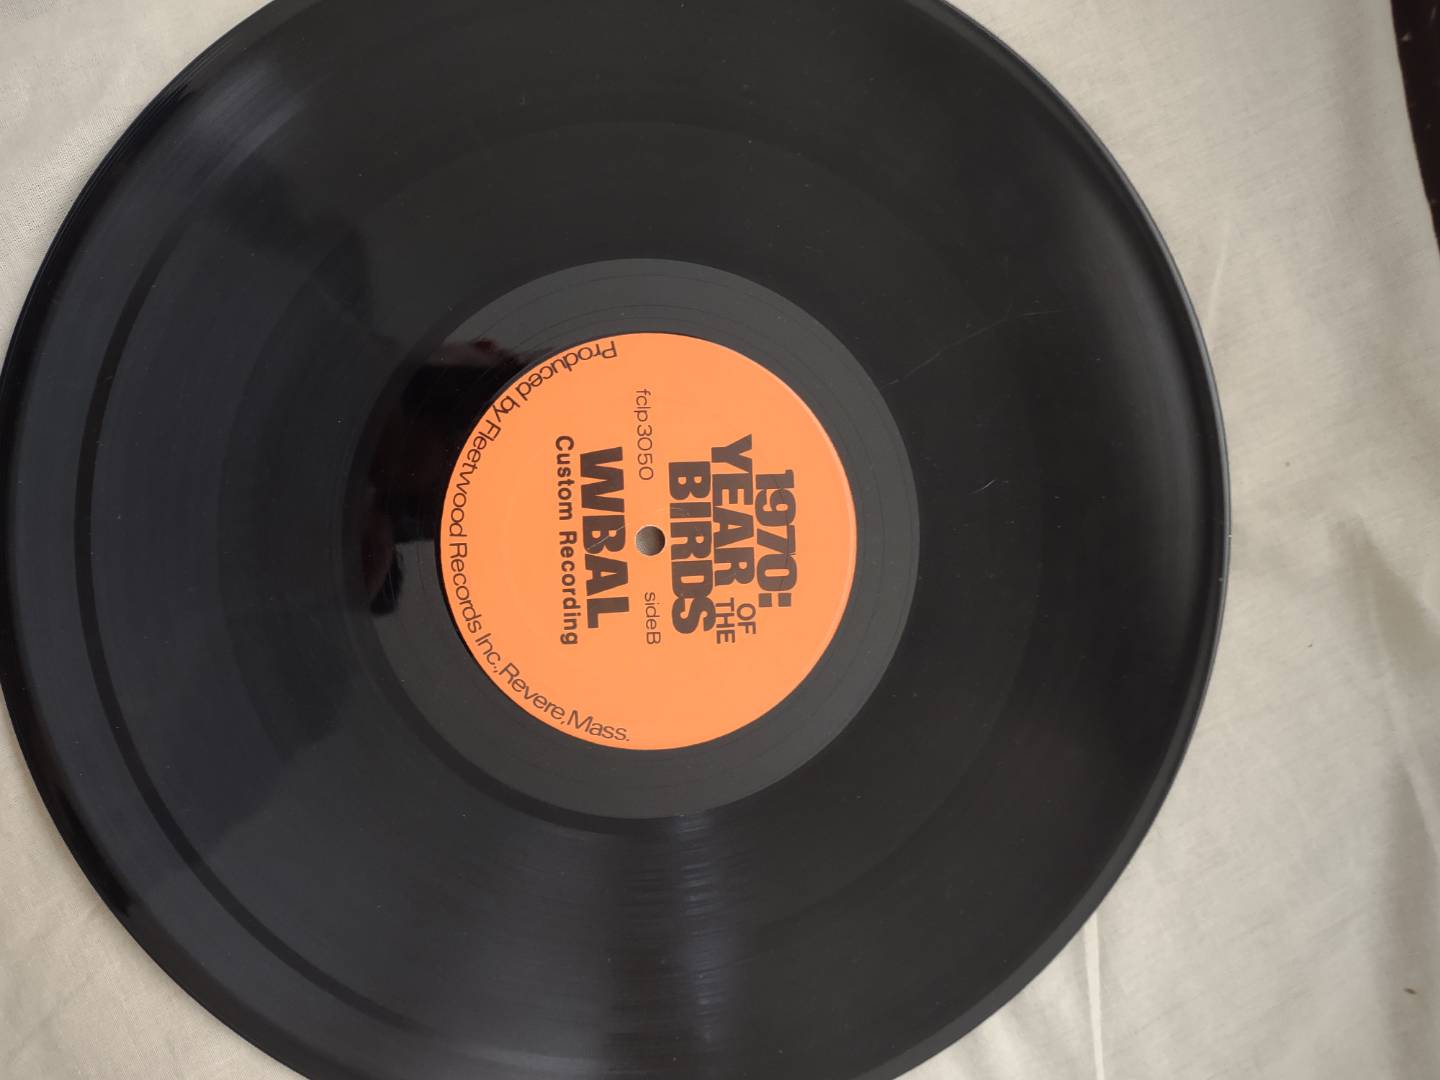 1970:
YEAR OF THE
BIRDS
fclp3050 sideB
WBAL
Custom Recording
Produced by Fleetwood Records Inc., Revere, Mass.